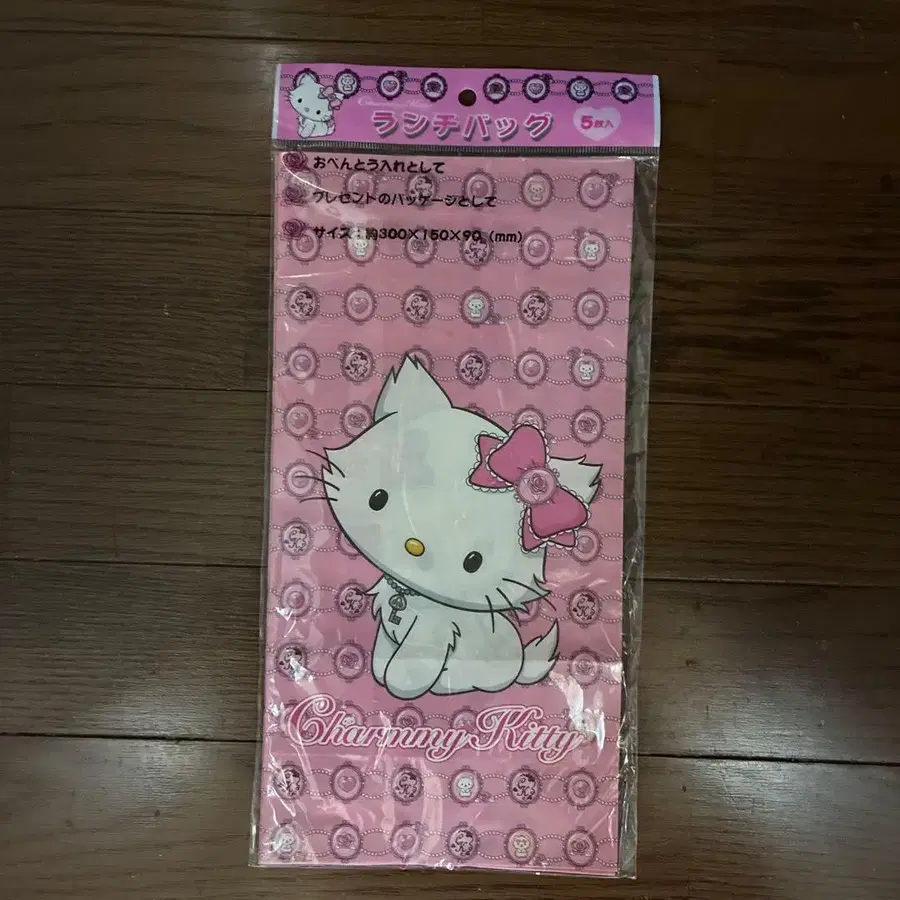 Charmmy Kitty
ランチバッグ
5枚入
おべんとう入れとして
プレゼントのパッケージとして
サイズ：約300×150×90（mm）
Charmmy Kitty